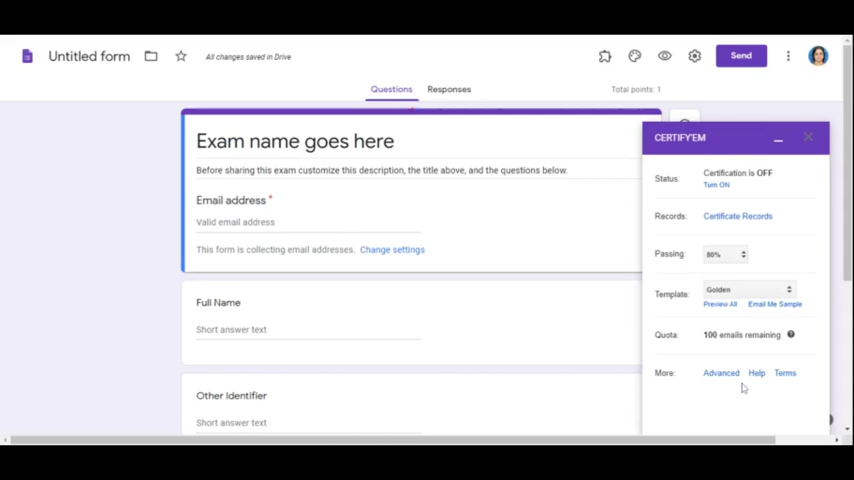 Untitled form
All changes saved in Drive
Send
Questions
Responses
Total points: 1
Exam name goes here
Before sharing this exam customize this description, the title above, and the questions below.
Email address *
Valid email address
This form is collecting email addresses. Change settings
Full Name
Short answer text
Other Identifier
Short answer text
CERTIFY'EM
Status: Certification is OFF
Turn ON
Records: Certificate Records
Passing: 80%
Template: Golden
Preview All Email Me Sample
Quota: 100 emails remaining ?
More: Advanced Help Terms